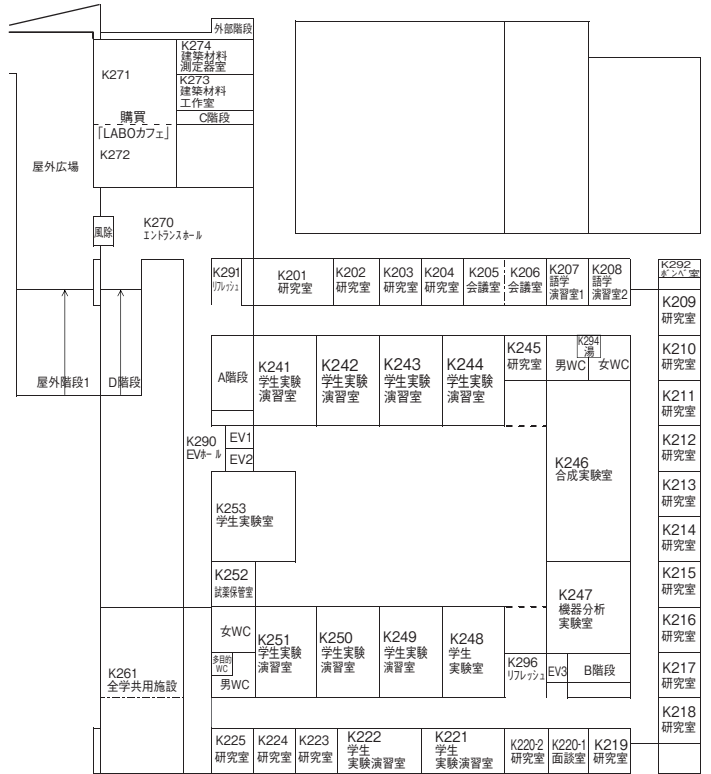 外部階段
K274
建築材料
測定器室
K271
K273
建築材料
工作室
購買
C階段
「LABOカフェ」
K272
屋外広場
風除
K270
エントランスホール
K291
リフレッシュ
K201
研究室
K202
研究室
K203
研究室
K204
研究室
K205
会議室
K206
会議室
K207
語学
演習室1
K208
語学
演習室2
K292
ボンベ室
K209
研究室
屋外階段1
D階段
A階段
K241
学生実験
演習室
K242
学生実験
演習室
K243
学生実験
演習室
K244
学生実験
演習室
K245
研究室
K294
湯
男WC
女WC
K210
研究室
K211
研究室
K290
EVホール
EV1
EV2
K212
研究室
K246
合成実験室
K213
研究室
K253
学生実験室
K214
研究室
K252
試薬保管室
K247
機器分析
実験室
K215
研究室
K216
研究室
女WC
多目的
WC
男WC
K251
学生実験
演習室
K250
学生実験
演習室
K249
学生実験
演習室
K248
学生
実験室
K296
リフレッシュ
EV3
B階段
K217
研究室
K261
全学共用施設
K218
研究室
K225
研究室
K224
研究室
K223
研究室
K222
学生
実験演習室
K221
学生
実験演習室
K220-2
研究室
K220-1
面談室
K219
研究室